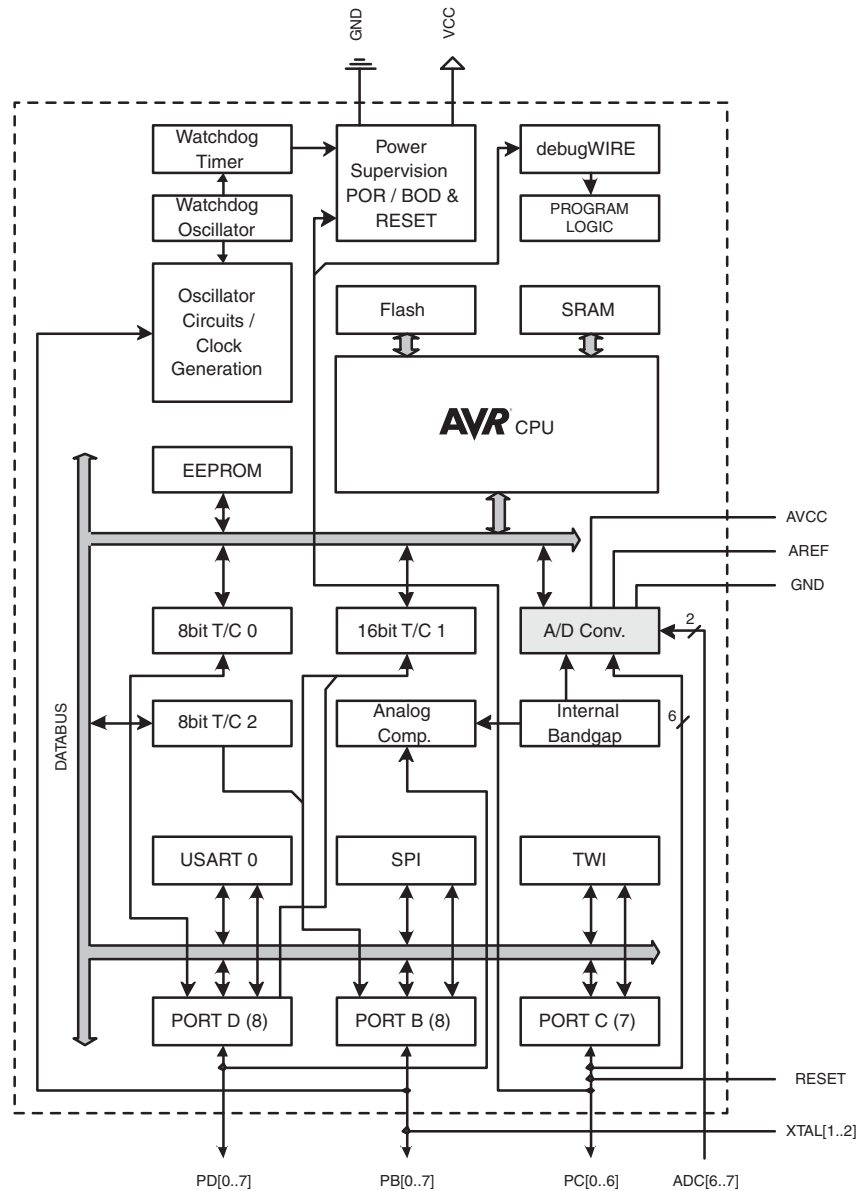 GND
VCC
Watchdog
Timer
Power
Supervision
POR / BOD &
RESET
debugWIRE
Watchdog
Oscillator
PROGRAM
LOGIC
Oscillator
Circuits /
Clock
Generation
Flash
SRAM
AVR CPU
EEPROM
AVCC
AREF
GND
8bit T/C 0
16bit T/C 1
A/D Conv.
2
8bit T/C 2
Analog
Comp.
Internal
Bandgap
6
DATABUS
USART 0
SPI
TWI
PORT D (8)
PORT B (8)
PORT C (7)
RESET
XTAL[1..2]
PD[0..7]
PB[0..7]
PC[0..6]
ADC[6..7]